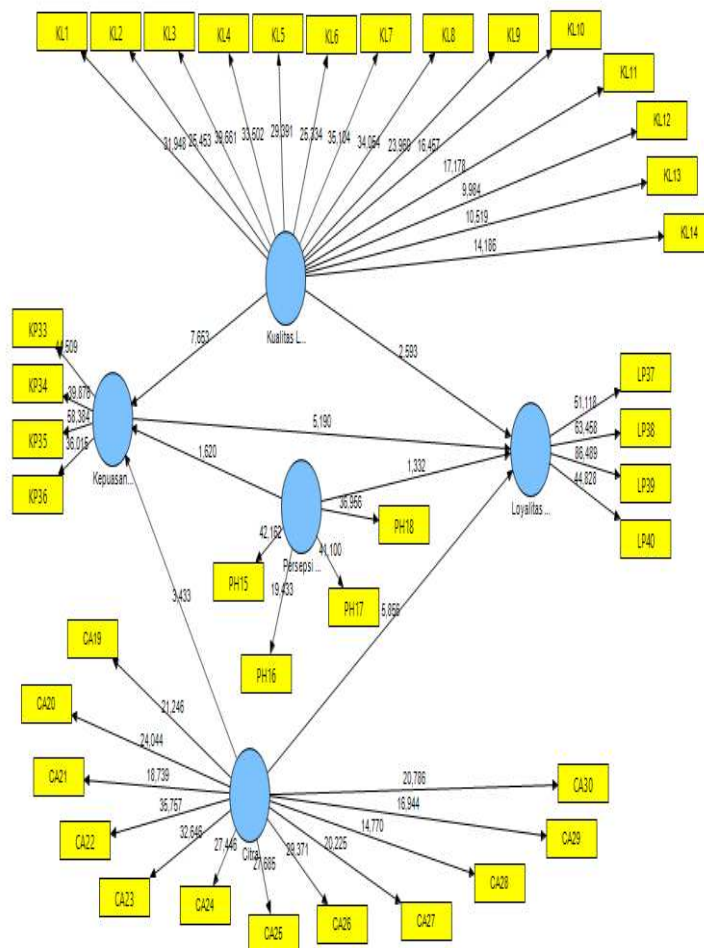 KL1
KL2
KL3
KL4
KL5
KL6
KL7
KL8
KL9
KL10
KL11
KL12
KL13
KL14
31,948
25,453
39,661
33,502
29,391
25,334
35,104
34,054
23,969
16,457
17,178
9,984
10,519
14,186
Kualitas L...
7,653
2,593
KP33
KP34
KP35
KP36
39,876
58,384
36,015
Kepuasan...
5,190
1,620
1,332
LP37
LP38
LP39
LP40
51,118
63,458
86,489
44,828
Loyalitas ...
Persepsi ...
36,956
PH18
42,162
PH15
19,433
PH16
41,100
PH17
3,433
5,856
CA19
CA20
CA21
CA22
CA23
CA24
CA25
CA26
CA27
CA28
CA29
CA30
21,246
24,044
18,739
35,757
32,646
27,446
27,685
29,371
20,225
14,770
16,944
20,786
Citra